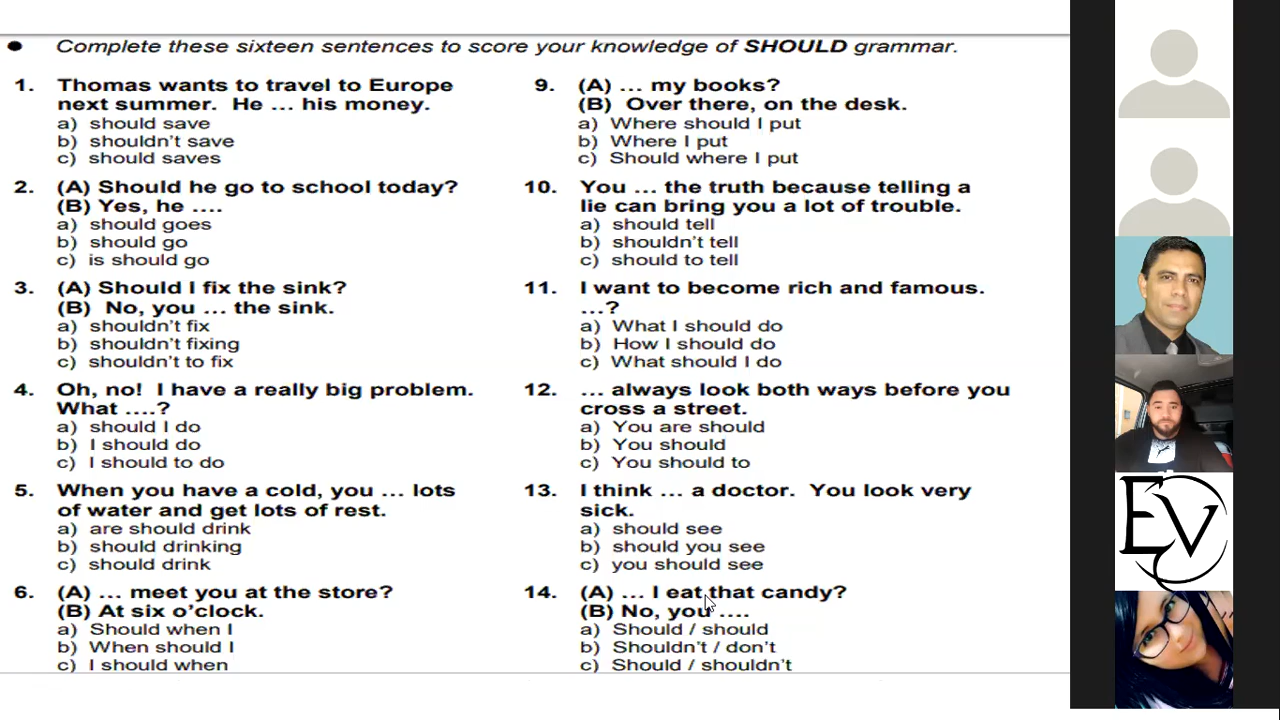 ● Complete these sixteen sentences to score your knowledge of SHOULD grammar.
1. Thomas wants to travel to Europe
next summer. He ... his money.
a) should save
b) shouldn't save
c) should saves
2. (A) Should he go to school today?
(B) Yes, he ....
a) should goes
b) should go
c) is should go
3. (A) Should I fix the sink?
(B) No, you ... the sink.
a) shouldn't fix
b) shouldn't fixing
c) shouldn't to fix
4. Oh, no! I have a really big problem.
What ....?
a) should I do
b) I should do
c) I should to do
5. When you have a cold, you ... lots
of water and get lots of rest.
a) are should drink
b) should drinking
c) should drink
6. (A) ... meet you at the store?
(B) At six o'clock.
a) Should when I
b) When should I
c) I should when
9. (A) ... my books?
(B) Over there, on the desk.
a) Where should I put
b) Where I put
c) Should where I put
10. You ... the truth because telling a
lie can bring you a lot of trouble.
a) should tell
b) shouldn't tell
c) should to tell
11. I want to become rich and famous.
...?
a) What I should do
b) How I should do
c) What should I do
12. ... always look both ways before you
cross a street.
a) You are should
b) You should
c) You should to
13. I think ... a doctor. You look very
sick.
a) should see
b) should you see
c) you should see
14. (A) ... I eat that candy?
(B) No, you ....
a) Should / should
b) Shouldn't / don't
c) Should / shouldn't
EV